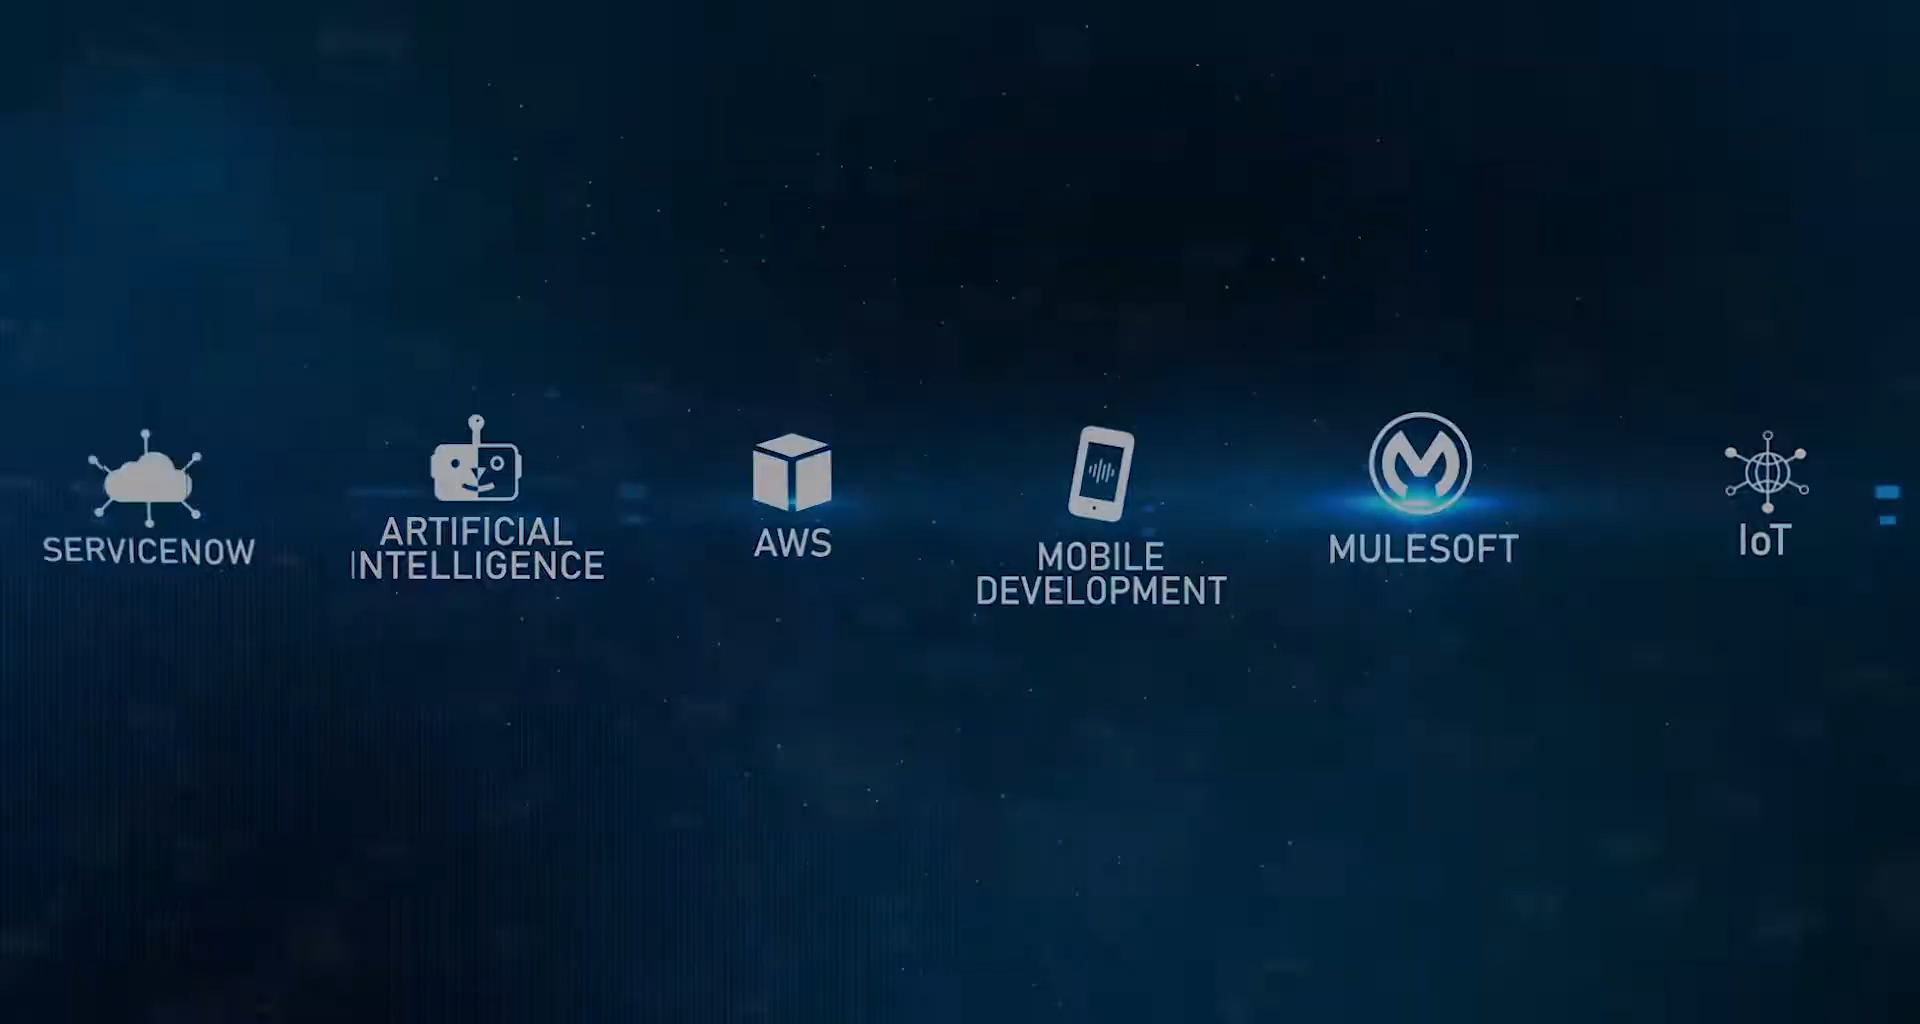 SERVICENOW
ARTIFICIAL
INTELLIGENCE
AWS
MOBILE
DEVELOPMENT
MULESOFT
IoT